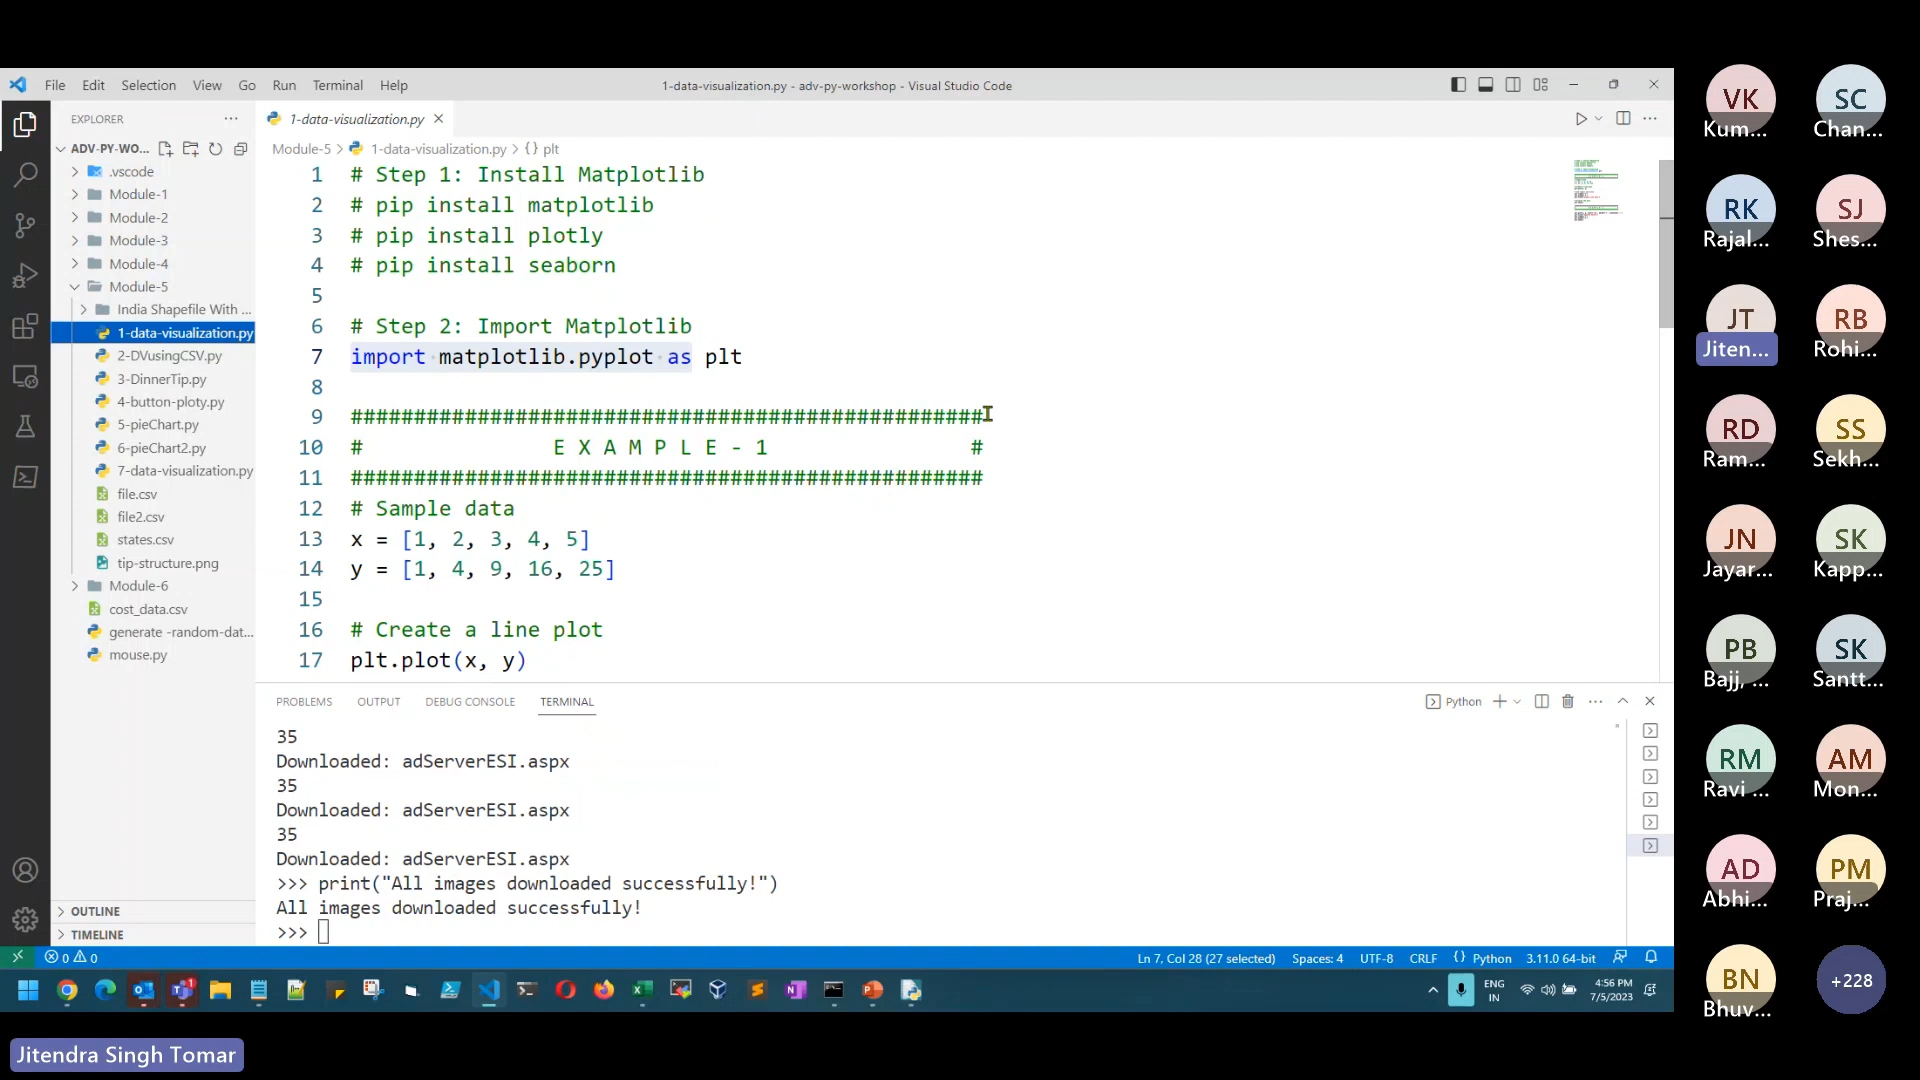 File Edit Selection View Go Run Terminal Help
1-data-visualization.py - adv-py-workshop - Visual Studio Code
EXPLORER
ADV-PY-WO...
.vscode
Module-1
Module-2
Module-3
Module-4
Module-5
India Shapefile With ...
1-data-visualization.py
2-DVusingCSV.py
3-DinnerTip.py
4-button-ploty.py
5-pieChart.py
6-pieChart2.py
7-data-visualization.py
file.csv
file2.csv
states.csv
tip-structure.png
Module-6
cost_data.csv
generate -random-dat...
mouse.py
OUTLINE
TIMELINE
1-data-visualization.py
Module-5 > 1-data-visualization.py > {} plt
1 # Step 1: Install Matplotlib
2 # pip install matplotlib
3 # pip install plotly
4 # pip install seaborn
5
6 # Step 2: Import Matplotlib
7 import matplotlib.pyplot as plt
8
9 ##################################################
10 # E X A M P L E - 1 #
11 ##################################################
12 # Sample data
13 x = [1, 2, 3, 4, 5]
14 y = [1, 4, 9, 16, 25]
15
16 # Create a line plot
17 plt.plot(x, y)
PROBLEMS OUTPUT DEBUG CONSOLE TERMINAL
Python
35
Downloaded: adServerESI.aspx
35
Downloaded: adServerESI.aspx
35
Downloaded: adServerESI.aspx
>>> print("All images downloaded successfully!")
All images downloaded successfully!
>>>
0 0
Ln 7, Col 28 (27 selected) Spaces: 4 UTF-8 CRLF {} Python 3.11.0 64-bit
ENG
IN
4:56 PM
7/5/2023
VK
Kum...
SC
Chan...
RK
Rajal...
SJ
Shes...
JT
Jiten...
RB
Rohi...
RD
Ram...
SS
Sekh...
JN
Jayar...
SK
Kapp...
PB
Bajj, ...
SK
Santt...
RM
Ravi ...
AM
Mon...
AD
Abhi...
PM
Praj...
BN
Bhuv...
+228
Jitendra Singh Tomar